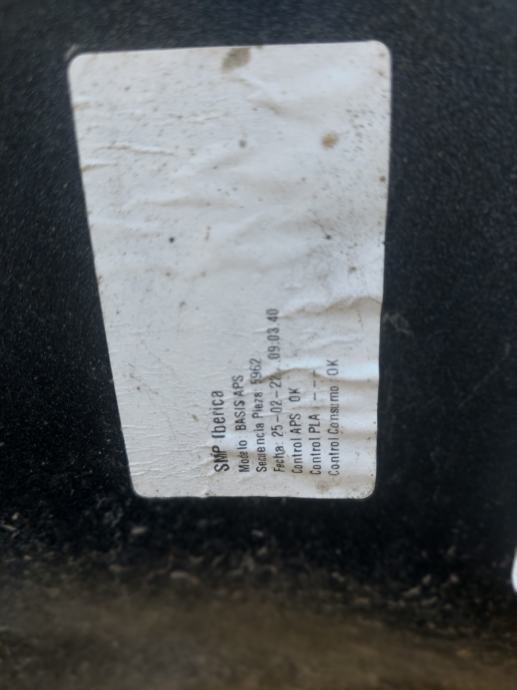 SMP Iberica
Modelo BASIS APS
Secuencia Pieza 5962
Fecha: 25-02-22 .09.03.40
Control APS : OK
Control PLA : ---
Control Consumo : OK